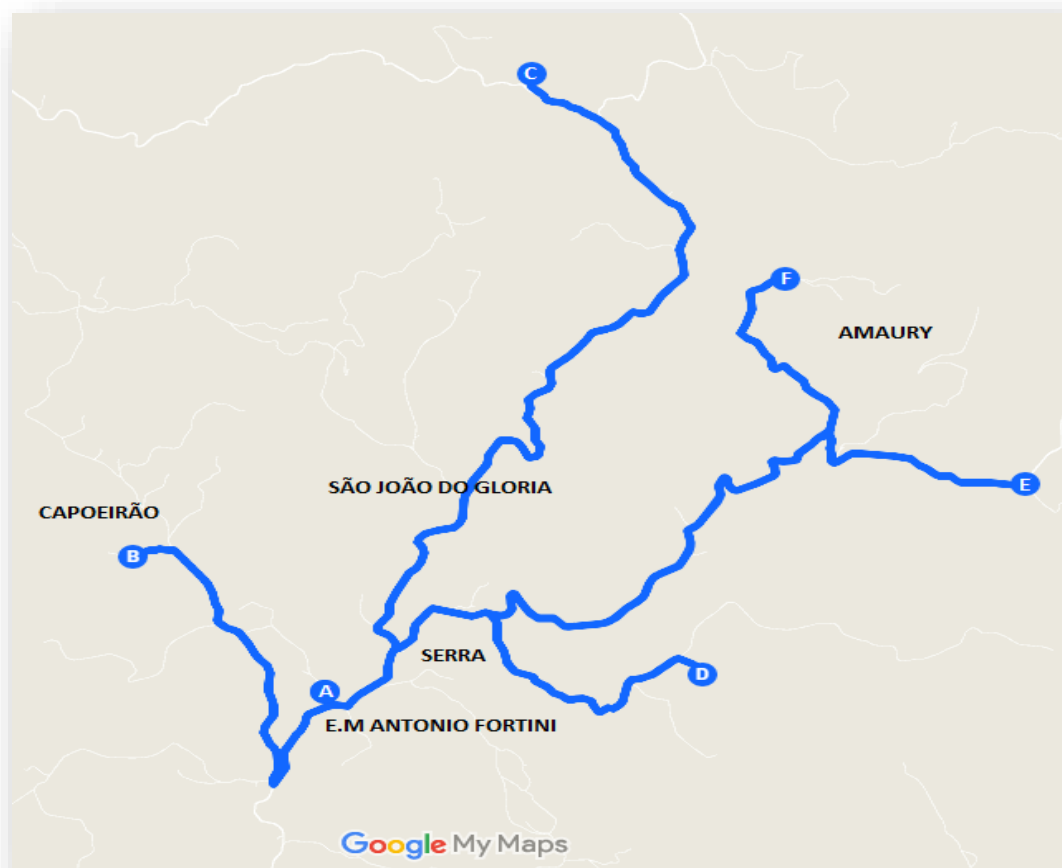 C
F
AMAURY
SÃO JOÃO DO GLORIA
E
CAPOEIRÃO
B
SERRA
D
A
E.M ANTONIO FORTINI
Google My Maps